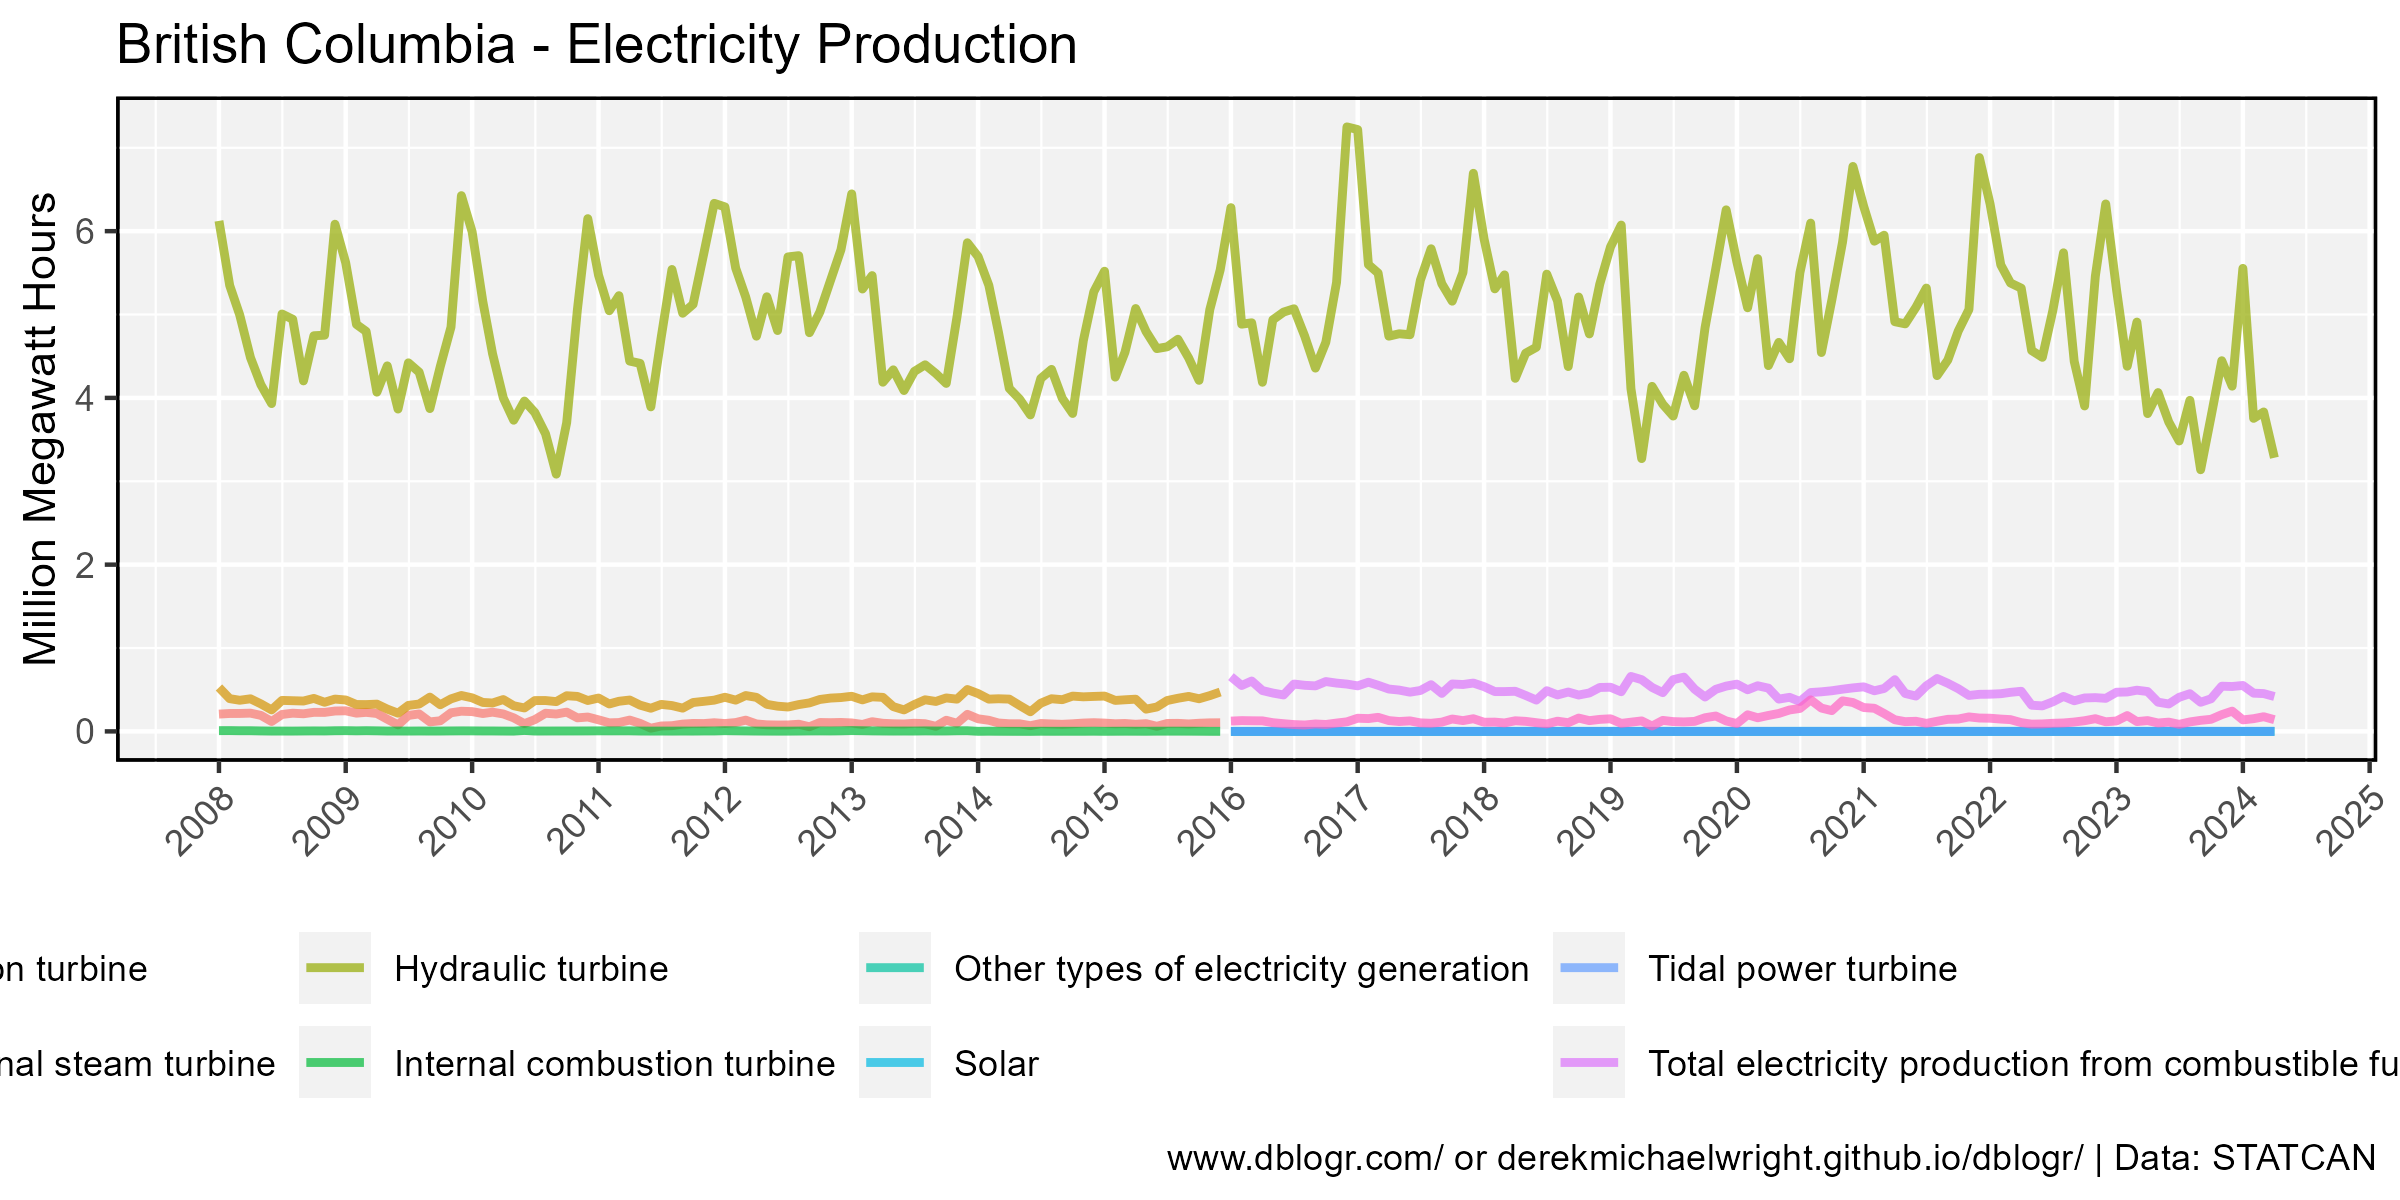 British Columbia - Electricity Production
Million Megawatt Hours
6
4
2
0
2008 2009 2010 2011 2012 2013 2014 2015 2016 2017 2018 2019 2020 2021 2022 2023 2024 2025
turbine Hydraulic turbine Other types of electricity generation Tidal power turbine
steam turbine Internal combustion turbine Solar Total electricity production from combustible
www.dblogr.com/ or derekmichaelwright.github.io/dblogr/ | Data: STATCAN